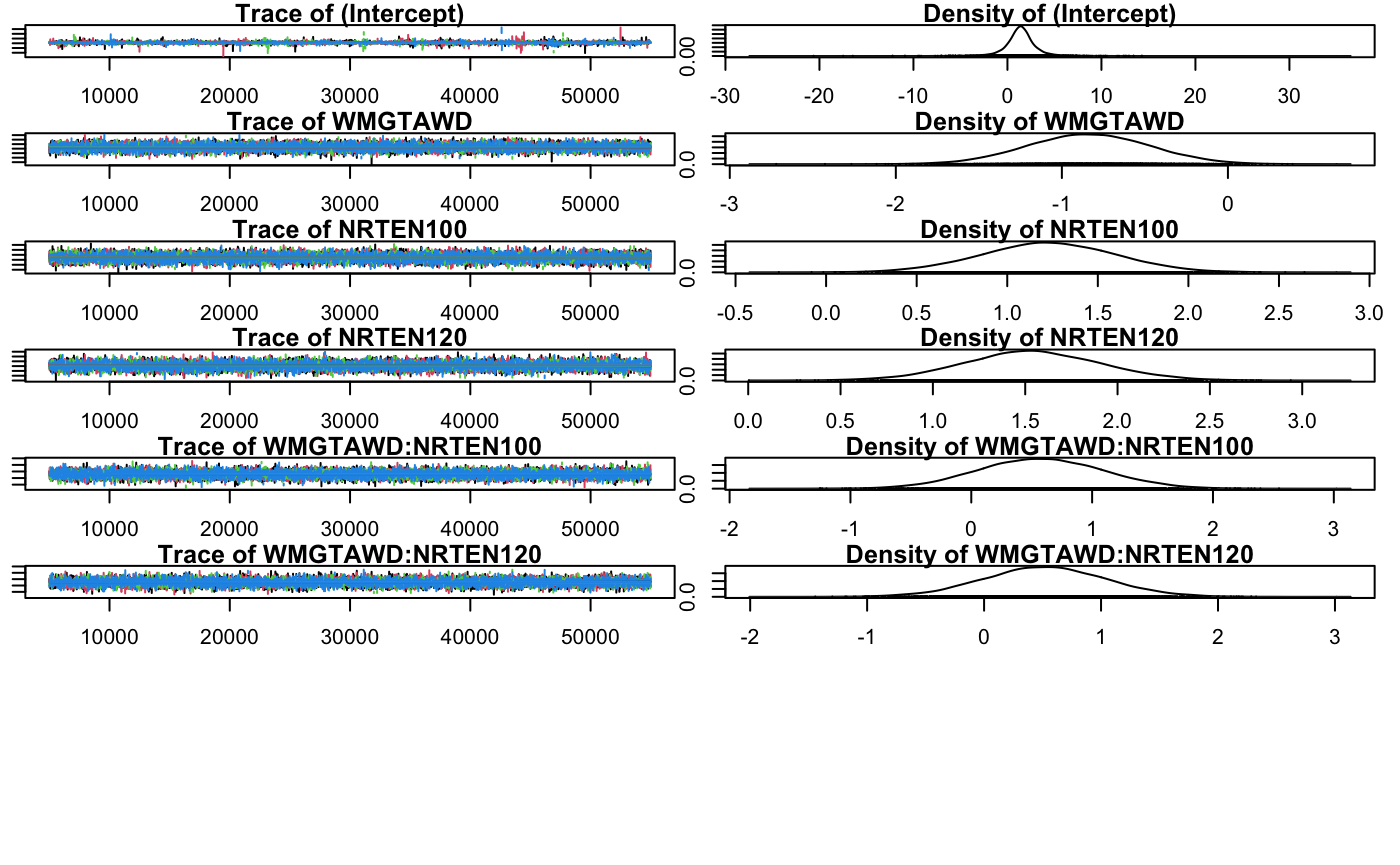 Trace of (Intercept)
10000 20000 30000 40000 50000
Density of (Intercept)
0.00
-30 -20 -10 0 10 20 30
Trace of WMGTAWD
10000 20000 30000 40000 50000
Density of WMGTAWD
0.0
-3 -2 -1 0
Trace of NRTEN100
10000 20000 30000 40000 50000
Density of NRTEN100
0.0
-0.5 0.0 0.5 1.0 1.5 2.0 2.5 3.0
Trace of NRTEN120
10000 20000 30000 40000 50000
Density of NRTEN120
0.0
0.0 0.5 1.0 1.5 2.0 2.5 3.0
Trace of WMGTAWD:NRTEN100
10000 20000 30000 40000 50000
Density of WMGTAWD:NRTEN100
0.0
-2 -1 0 1 2 3
Trace of WMGTAWD:NRTEN120
10000 20000 30000 40000 50000
Density of WMGTAWD:NRTEN120
0.0
-2 -1 0 1 2 3